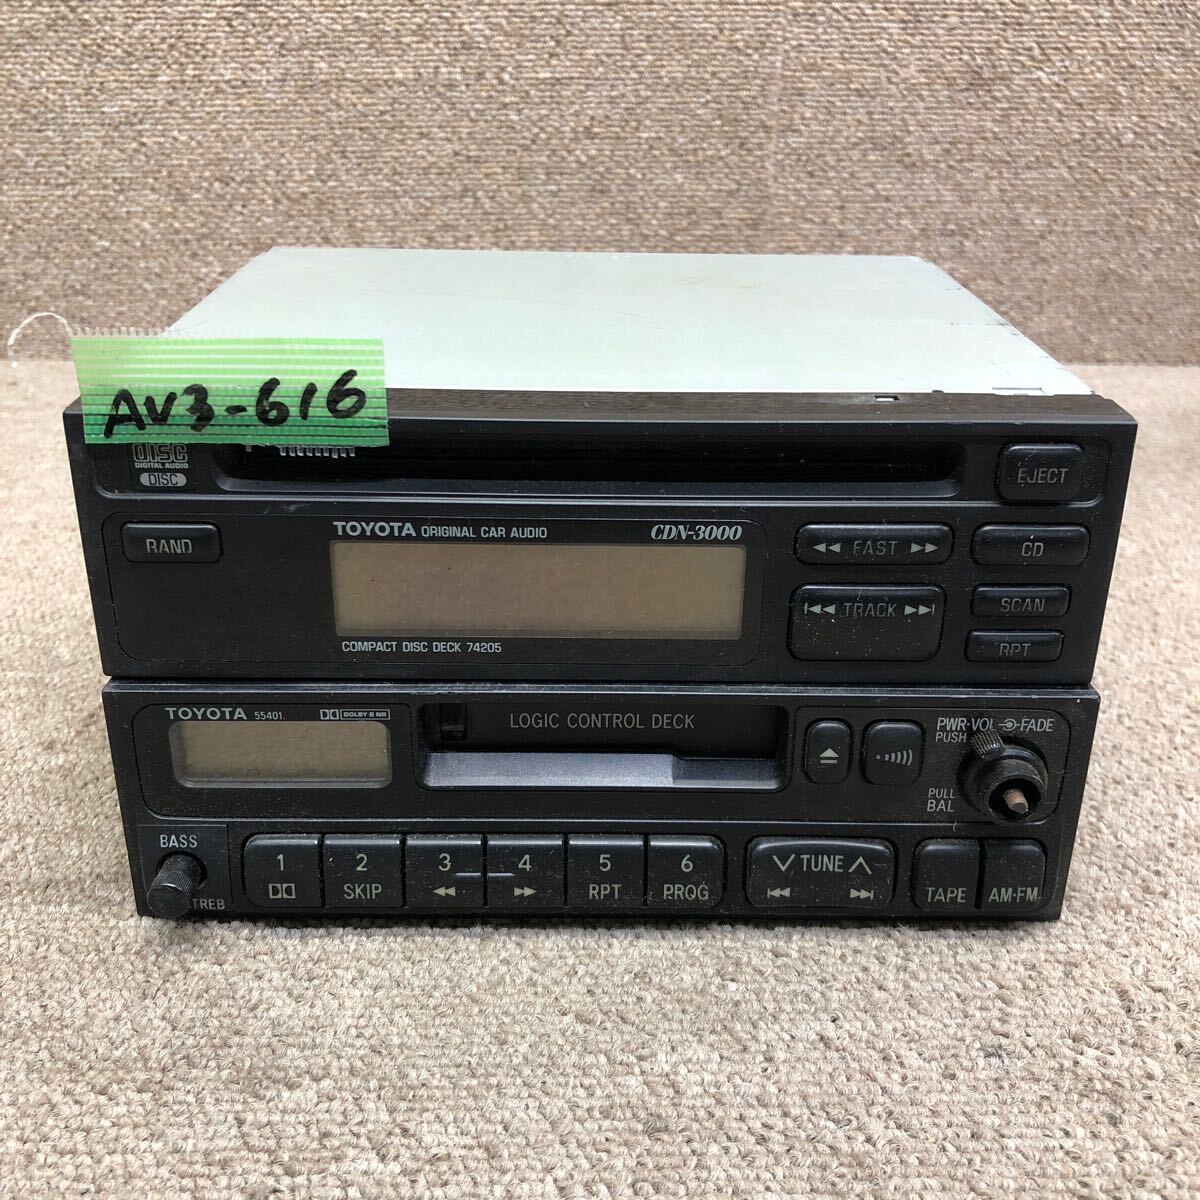 AV3-616
disc
DIGITAL AUDIO
DISC
EJECT
RAND
TOYOTA ORIGINAL CAR AUDIO CDN-3000
◄◄ FAST ►► CD
I◄◄ TRACK ►►I SCAN
RPT
COMPACT DISC DECK 74205
TOYOTA 55401. DOLBY B NR
LOGIC CONTROL DECK
PWR-VOL FADE
PUSH
PULL
BAL
BASS
TREB
1
2 SKIP
3 ◄◄
4 ►►
5 RPT
6 PROG
∨ TUNE ∧
I◄◄ ►►I
TAPE
AM·FM